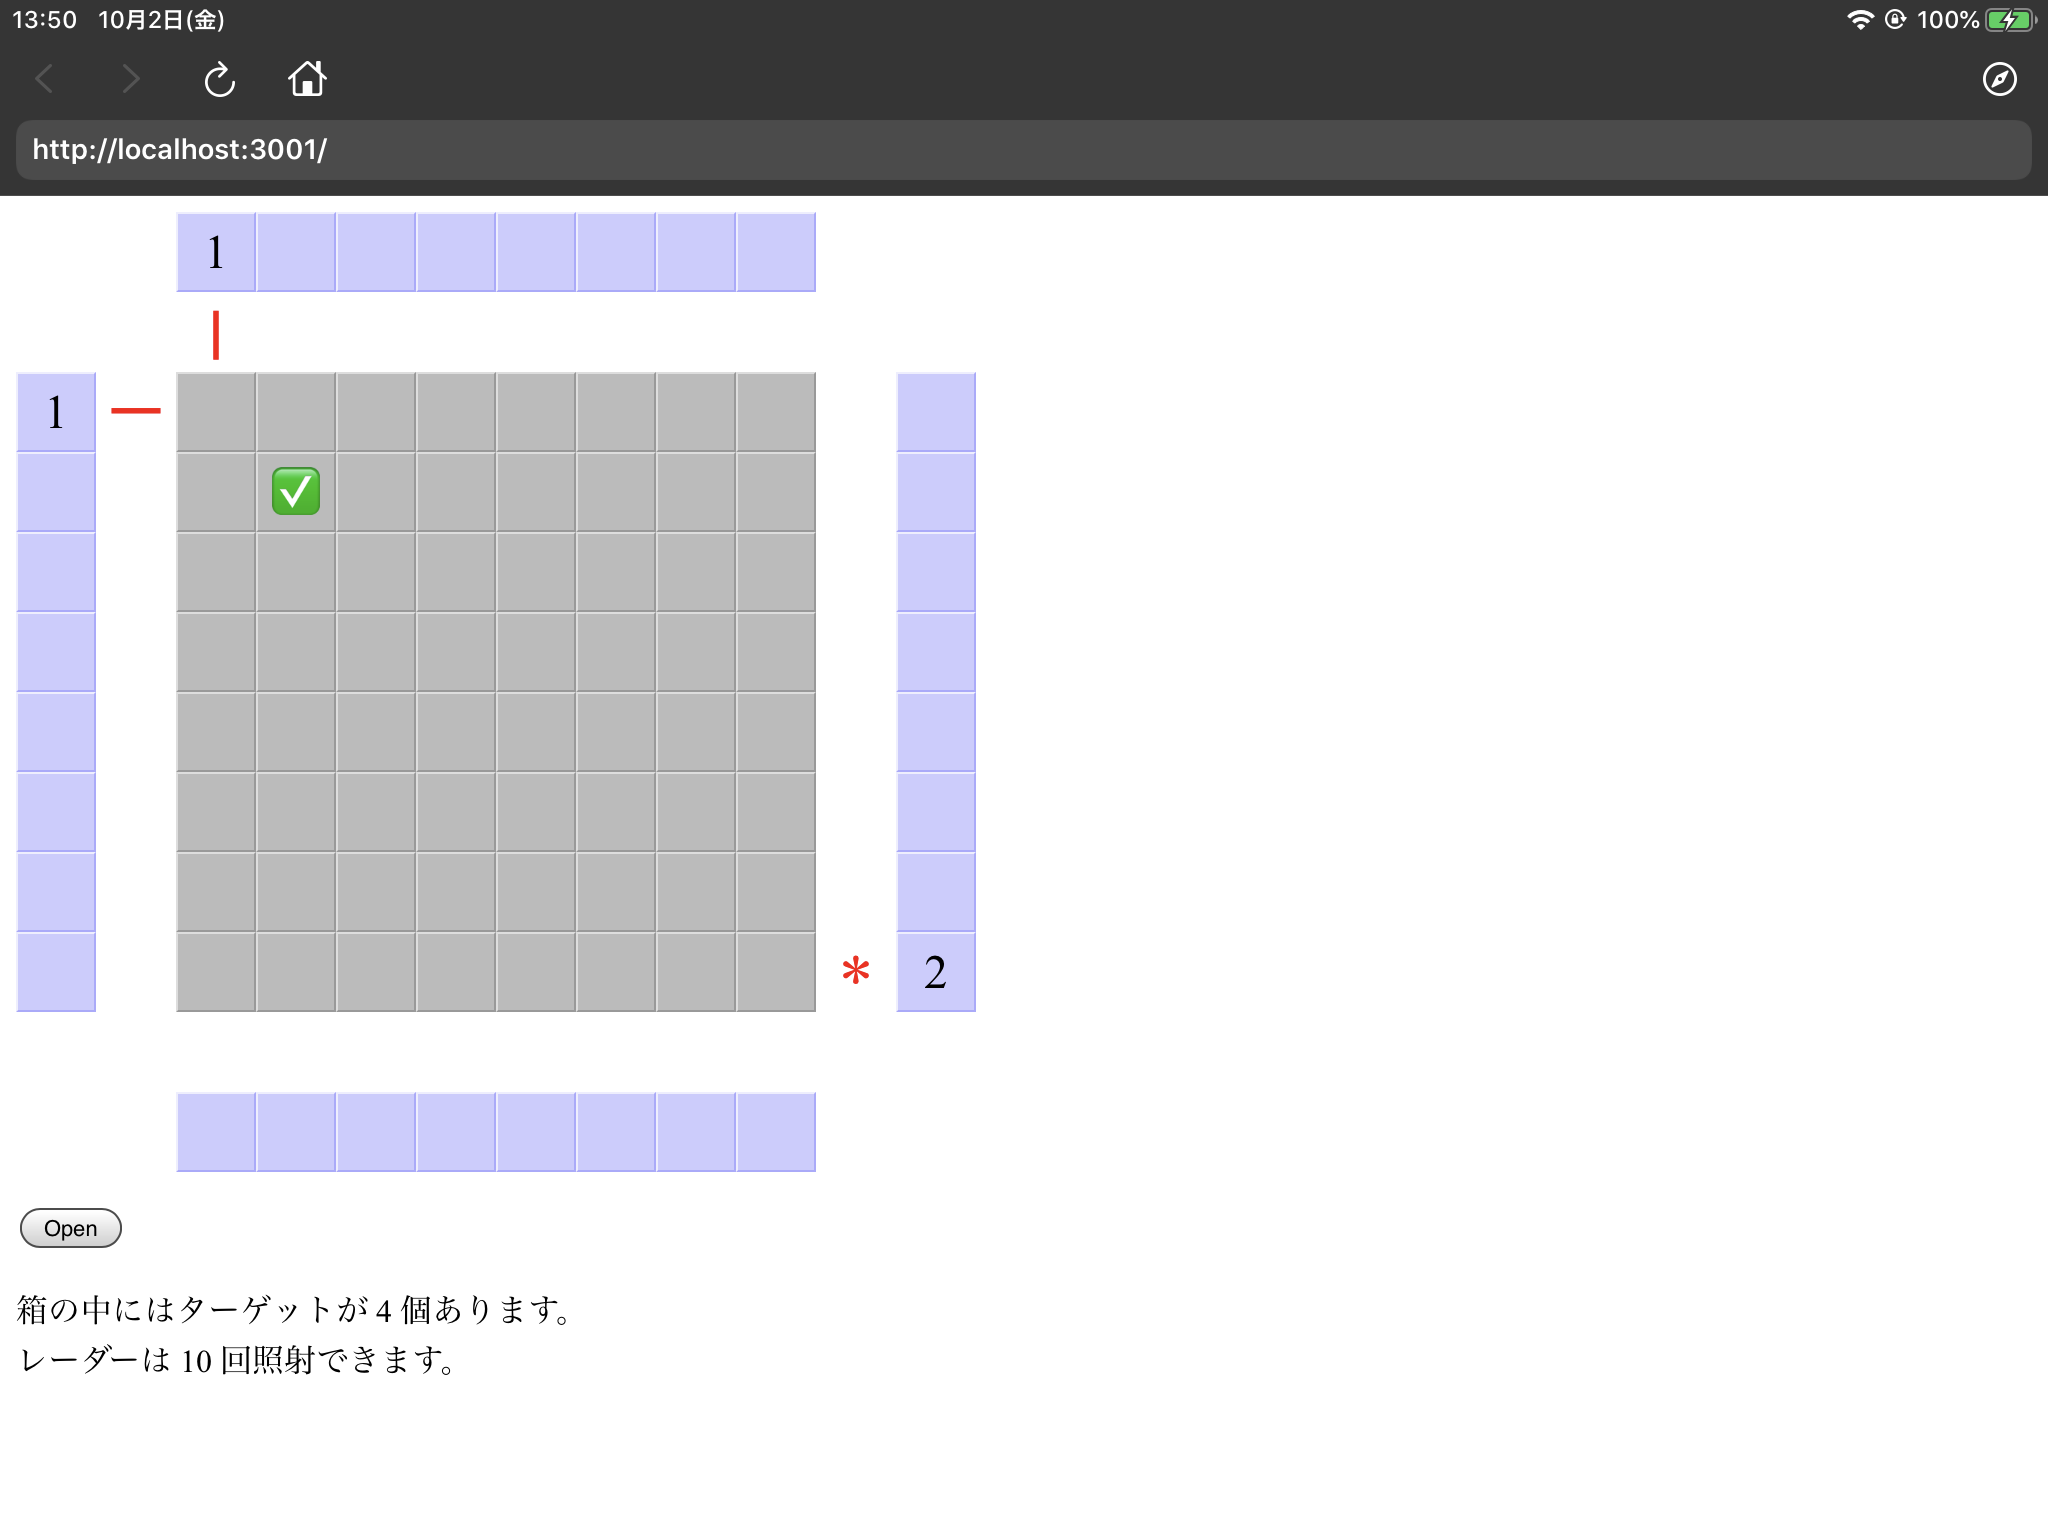 13:50 10月2日(金) 100%
http://localhost:3001/
1
1
* 2
Open
箱の中にはターゲットが 4 個あります。
レーダーは 10 回照射できます。